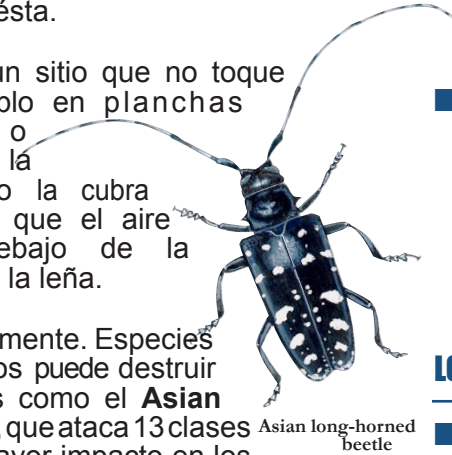 ésta.
un sitio que no toque
plo en planchas
o
la
o la cubra
que el aire
ebajo de la
la leña.
mente. Especies
os puede destruir
s como el Asian
, que ataca 13 clases
Asian long-horned
beetle
ayor impacto en los
LO